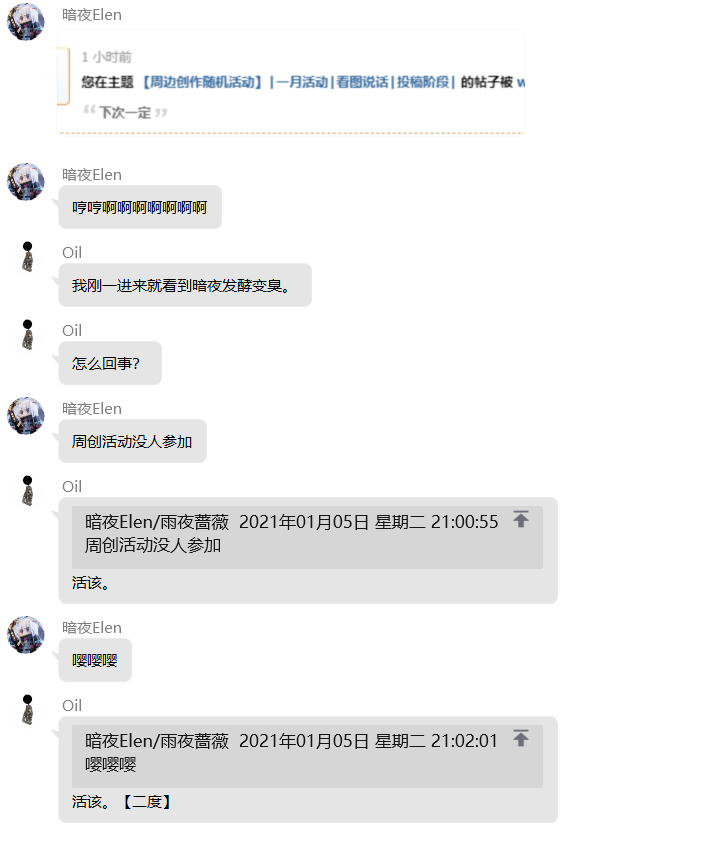 暗夜Elen
1 小时前
您在主题 【周边创作随机活动】|一月活动|看图说话|投稿阶段| 的帖子被 w
“ 下次一定 ”
暗夜Elen
哼哼啊啊啊啊啊啊啊
Oil
我刚一进来就看到暗夜发酵变臭。
Oil
怎么回事?
暗夜Elen
周创活动没人参加
Oil
暗夜Elen/雨夜蔷薇 2021年01月05日 星期二 21:00:55
周创活动没人参加
活该。
暗夜Elen
嘤嘤嘤
Oil
暗夜Elen/雨夜蔷薇 2021年01月05日 星期二 21:02:01
嘤嘤嘤
活该。【二度】